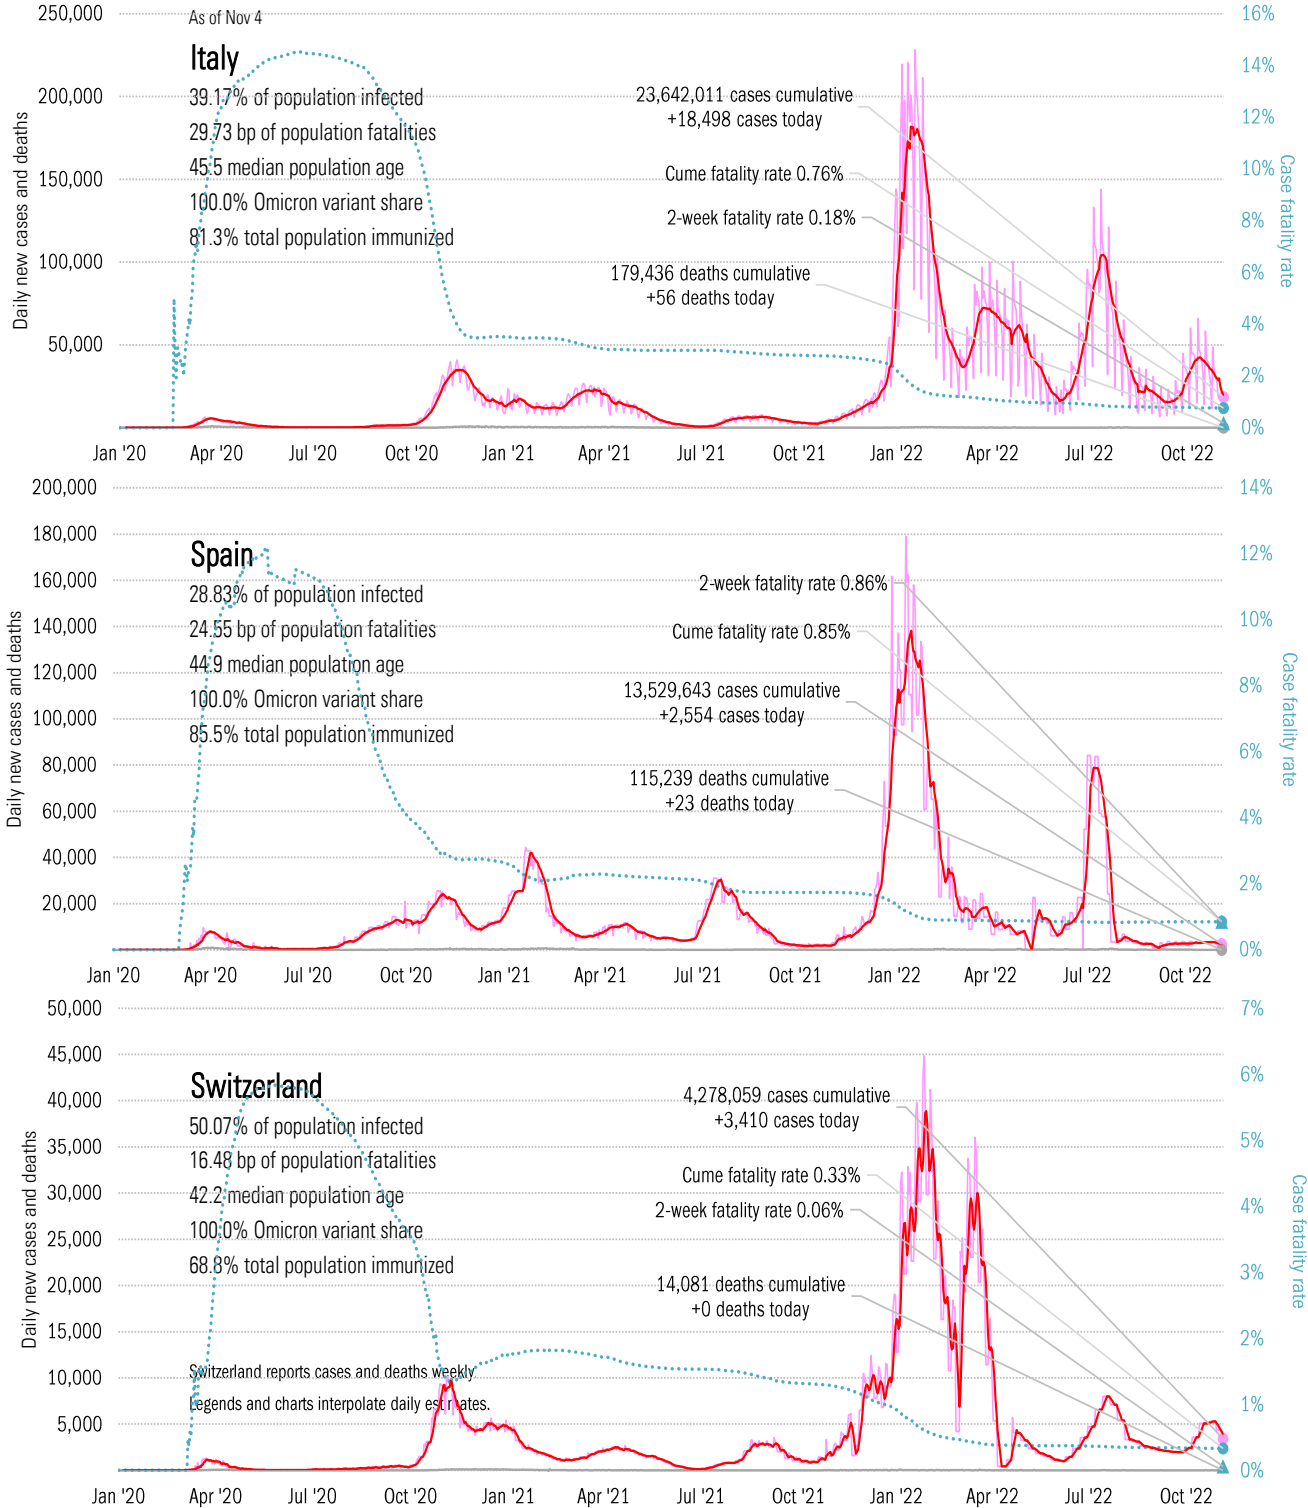 As of Nov 4
Italy
39.17% of population infected
29.73 bp of population fatalities
45.5 median population age
100.0% Omicron variant share
81.3% total population immunized
23,642,011 cases cumulative
+18,498 cases today
Cume fatality rate 0.76%
2-week fatality rate 0.18%
179,436 deaths cumulative
+56 deaths today
Daily new cases and deaths
250,000
200,000
150,000
100,000
50,000
16%
14%
12%
10%
8%
6%
4%
2%
0%
Case fatality rate
Jan '20 Apr '20 Jul '20 Oct '20 Jan '21 Apr '21 Jul '21 Oct '21 Jan '22 Apr '22 Jul '22 Oct '22
Spain
28.83% of population infected
24.55 bp of population fatalities
44.9 median population age
100.0% Omicron variant share
85.5% total population immunized
2-week fatality rate 0.86%
Cume fatality rate 0.85%
13,529,643 cases cumulative
+2,554 cases today
115,239 deaths cumulative
+23 deaths today
Daily new cases and deaths
200,000
180,000
160,000
140,000
120,000
100,000
80,000
60,000
40,000
20,000
14%
12%
10%
8%
6%
4%
2%
0%
Case fatality rate
Jan '20 Apr '20 Jul '20 Oct '20 Jan '21 Apr '21 Jul '21 Oct '21 Jan '22 Apr '22 Jul '22 Oct '22
Switzerland
50.07% of population infected
16.48 bp of population fatalities
42.2 median population age
100.0% Omicron variant share
68.8% total population immunized
Switzerland reports cases and deaths weekly
Legends and charts interpolate daily estimates.
4,278,059 cases cumulative
+3,410 cases today
Cume fatality rate 0.33%
2-week fatality rate 0.06%
14,081 deaths cumulative
+0 deaths today
Daily new cases and deaths
50,000
45,000
40,000
35,000
30,000
25,000
20,000
15,000
10,000
5,000
7%
6%
5%
4%
3%
2%
1%
0%
Case fatality rate
Jan '20 Apr '20 Jul '20 Oct '20 Jan '21 Apr '21 Jul '21 Oct '21 Jan '22 Apr '22 Jul '22 Oct '22